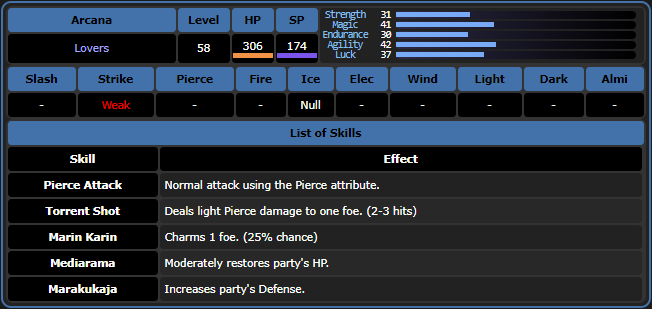 Arcana Level HP SP
Lovers 58 306 174
Strength 31
Magic 41
Endurance 30
Agility 42
Luck 37
Slash Strike Pierce Fire Ice Elec Wind Light Dark Almi
- Weak - - Null - - - - -
List of Skills
Skill Effect
Pierce Attack Normal attack using the Pierce attribute.
Torrent Shot Deals light Pierce damage to one foe. (2-3 hits)
Marin Karin Charms 1 foe. (25% chance)
Mediarama Moderately restores party's HP.
Marakukaja Increases party's Defense.